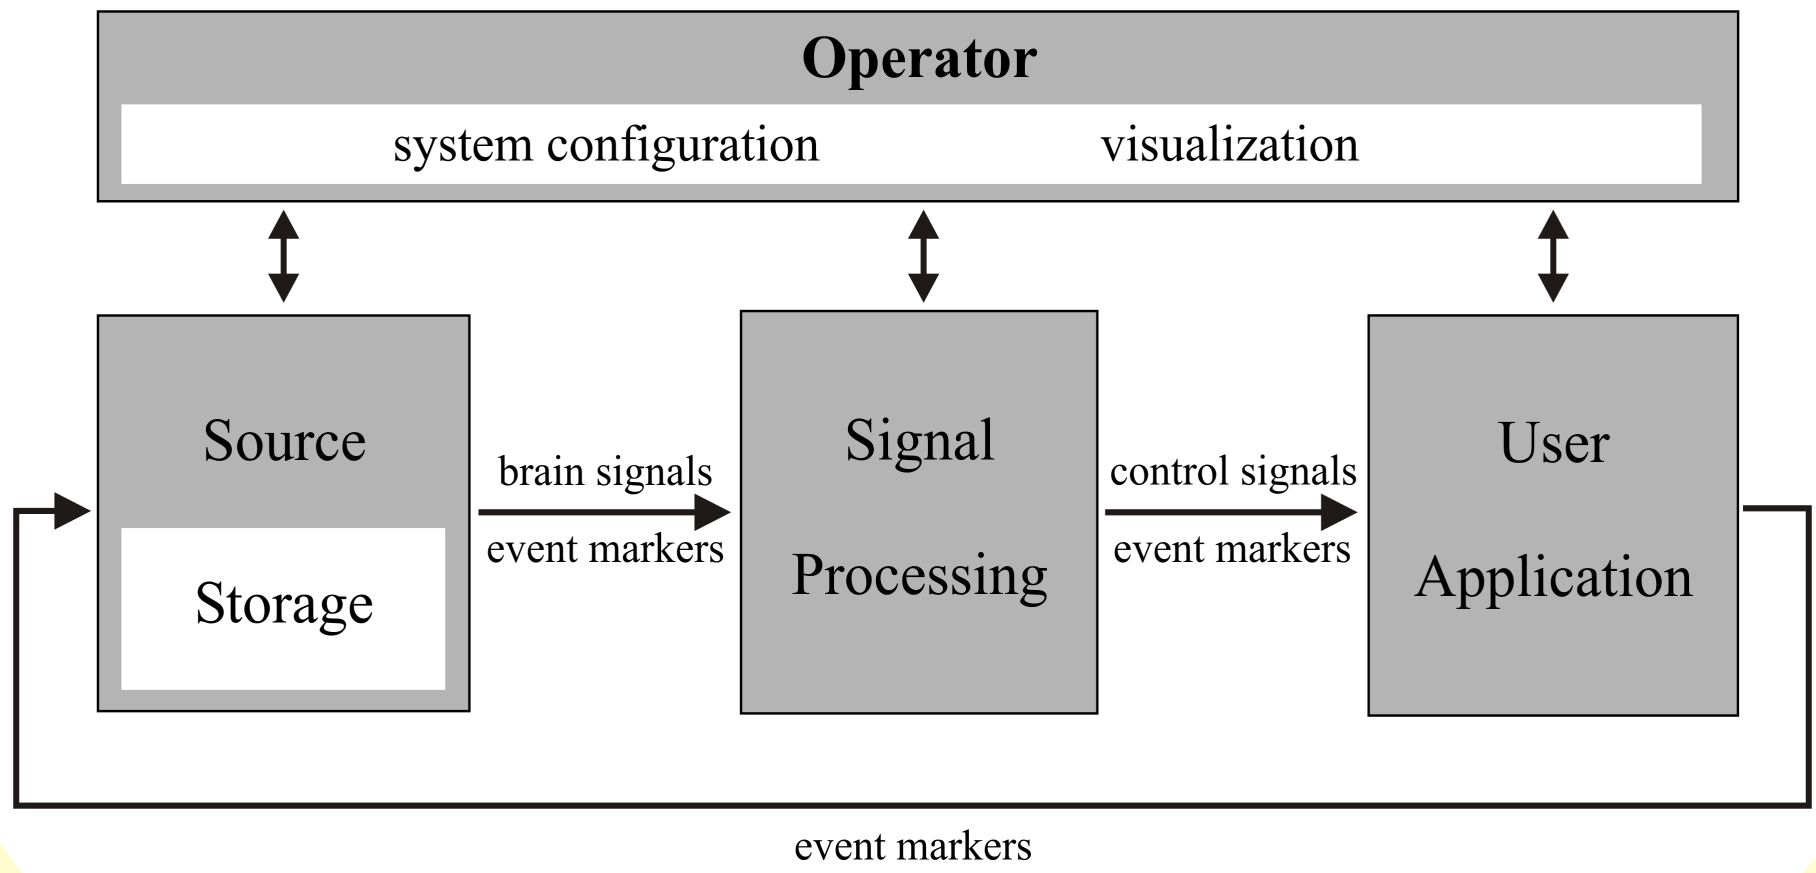 Operator
system configuration
visualization
Source
Storage
brain signals
event markers
Signal
Processing
control signals
event markers
User
Application
event markers